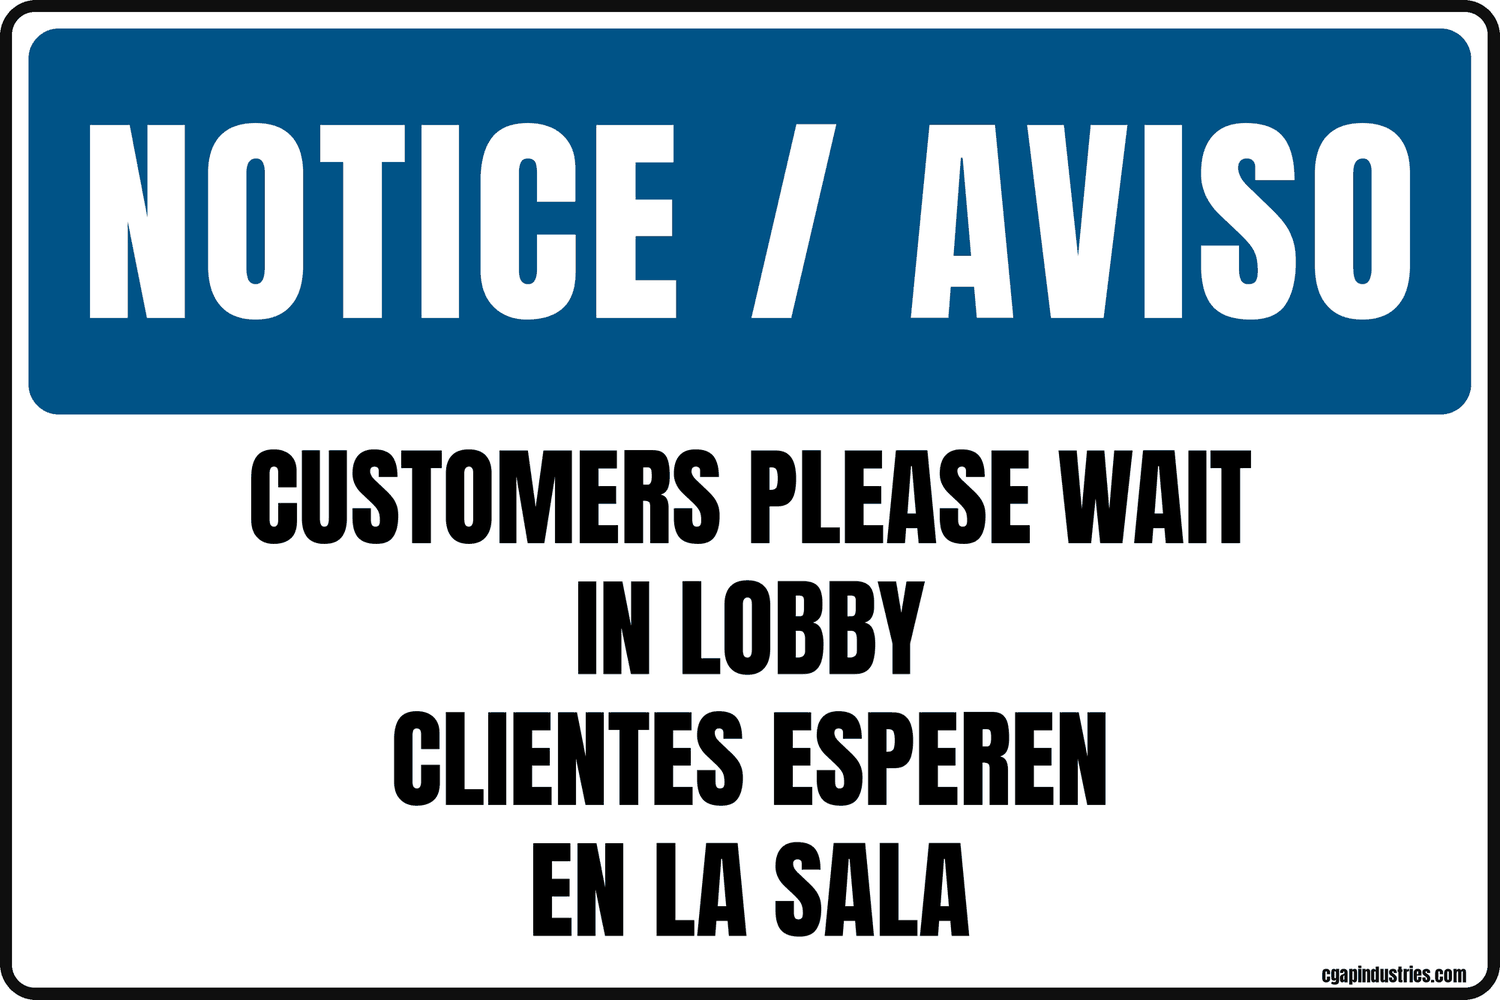 NOTICE / AVISO
CUSTOMERS PLEASE WAIT
IN LOBBY
CLIENTES ESPEREN
EN LA SALA
cgapindustries.com